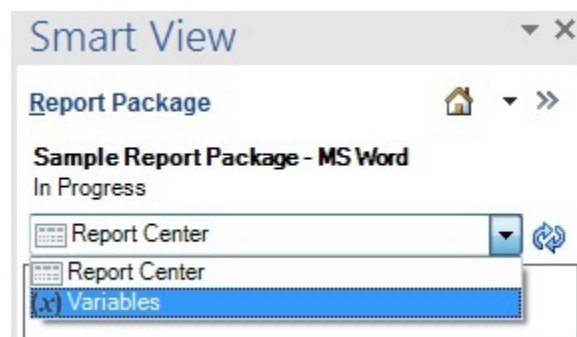 Smart View
Report Package
Sample Report Package - MS Word
In Progress
Report Center
Report Center
(x) Variables